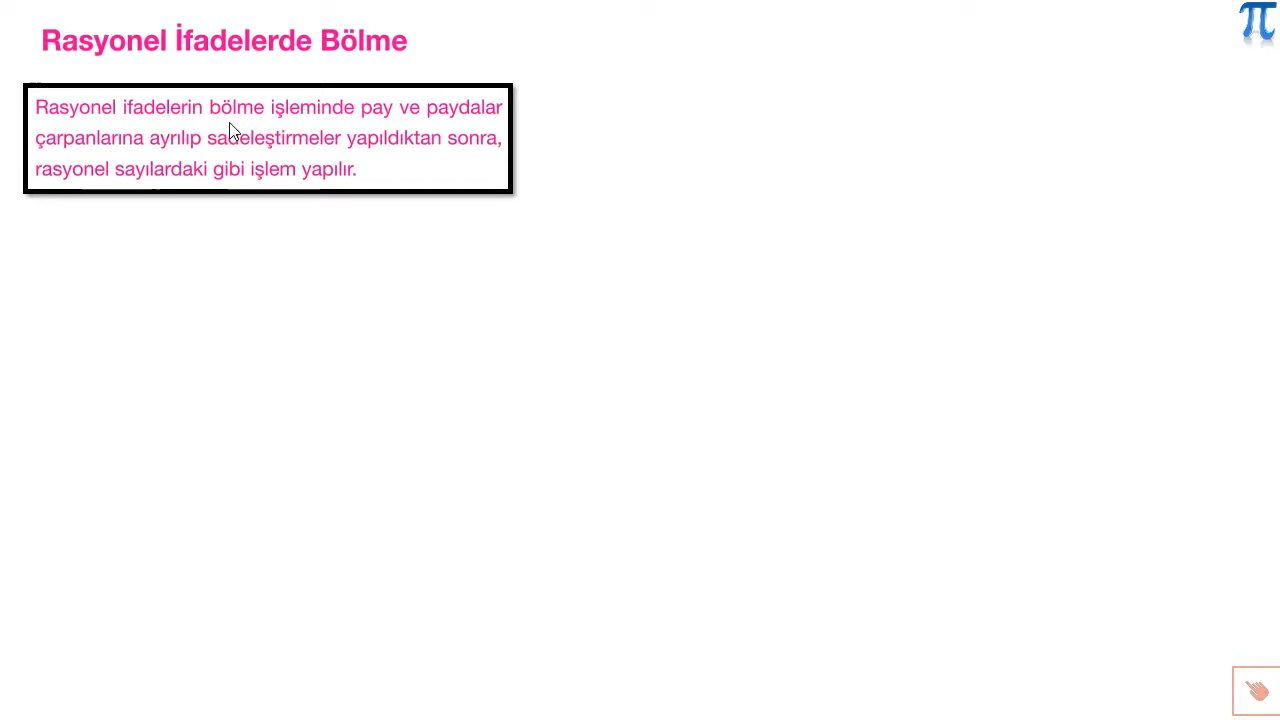 Rasyonel İfadelerde Bölme
Rasyonel ifadelerin bölme işleminde pay ve paydalar
çarpanlarına ayrılıp sadeleştirmeler yapıldıktan sonra,
rasyonel sayılardaki gibi işlem yapılır.